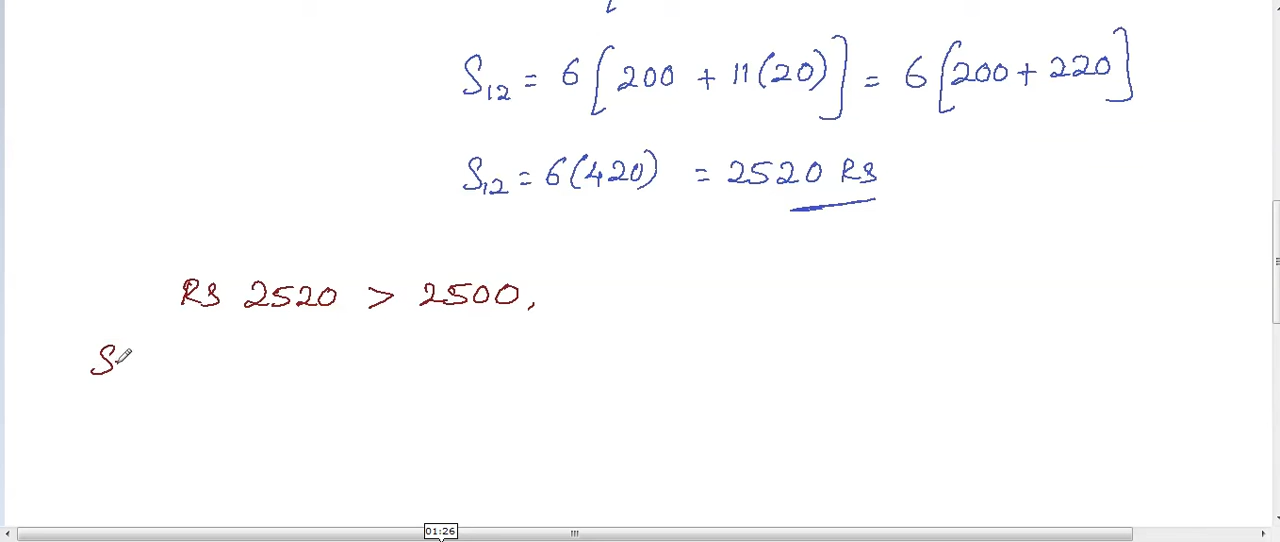 S12 = 6[200 + 11(20)] = 6[200 + 220]
S12 = 6(420) = 2520 RS
RS 2520 > 2500,
S
01:26